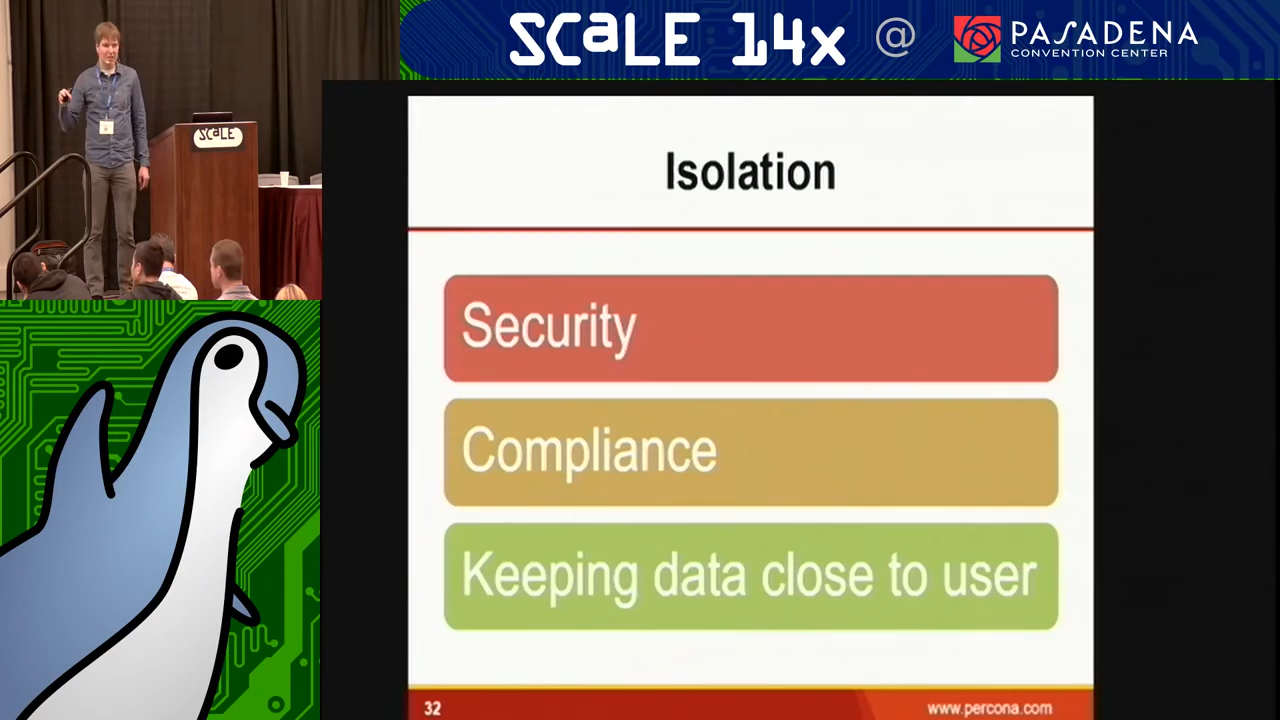 SCALE 14x @ PASADENA
CONVENTION CENTER
SCALE
Isolation
Security
Compliance
Keeping data close to user
32
www.percona.com